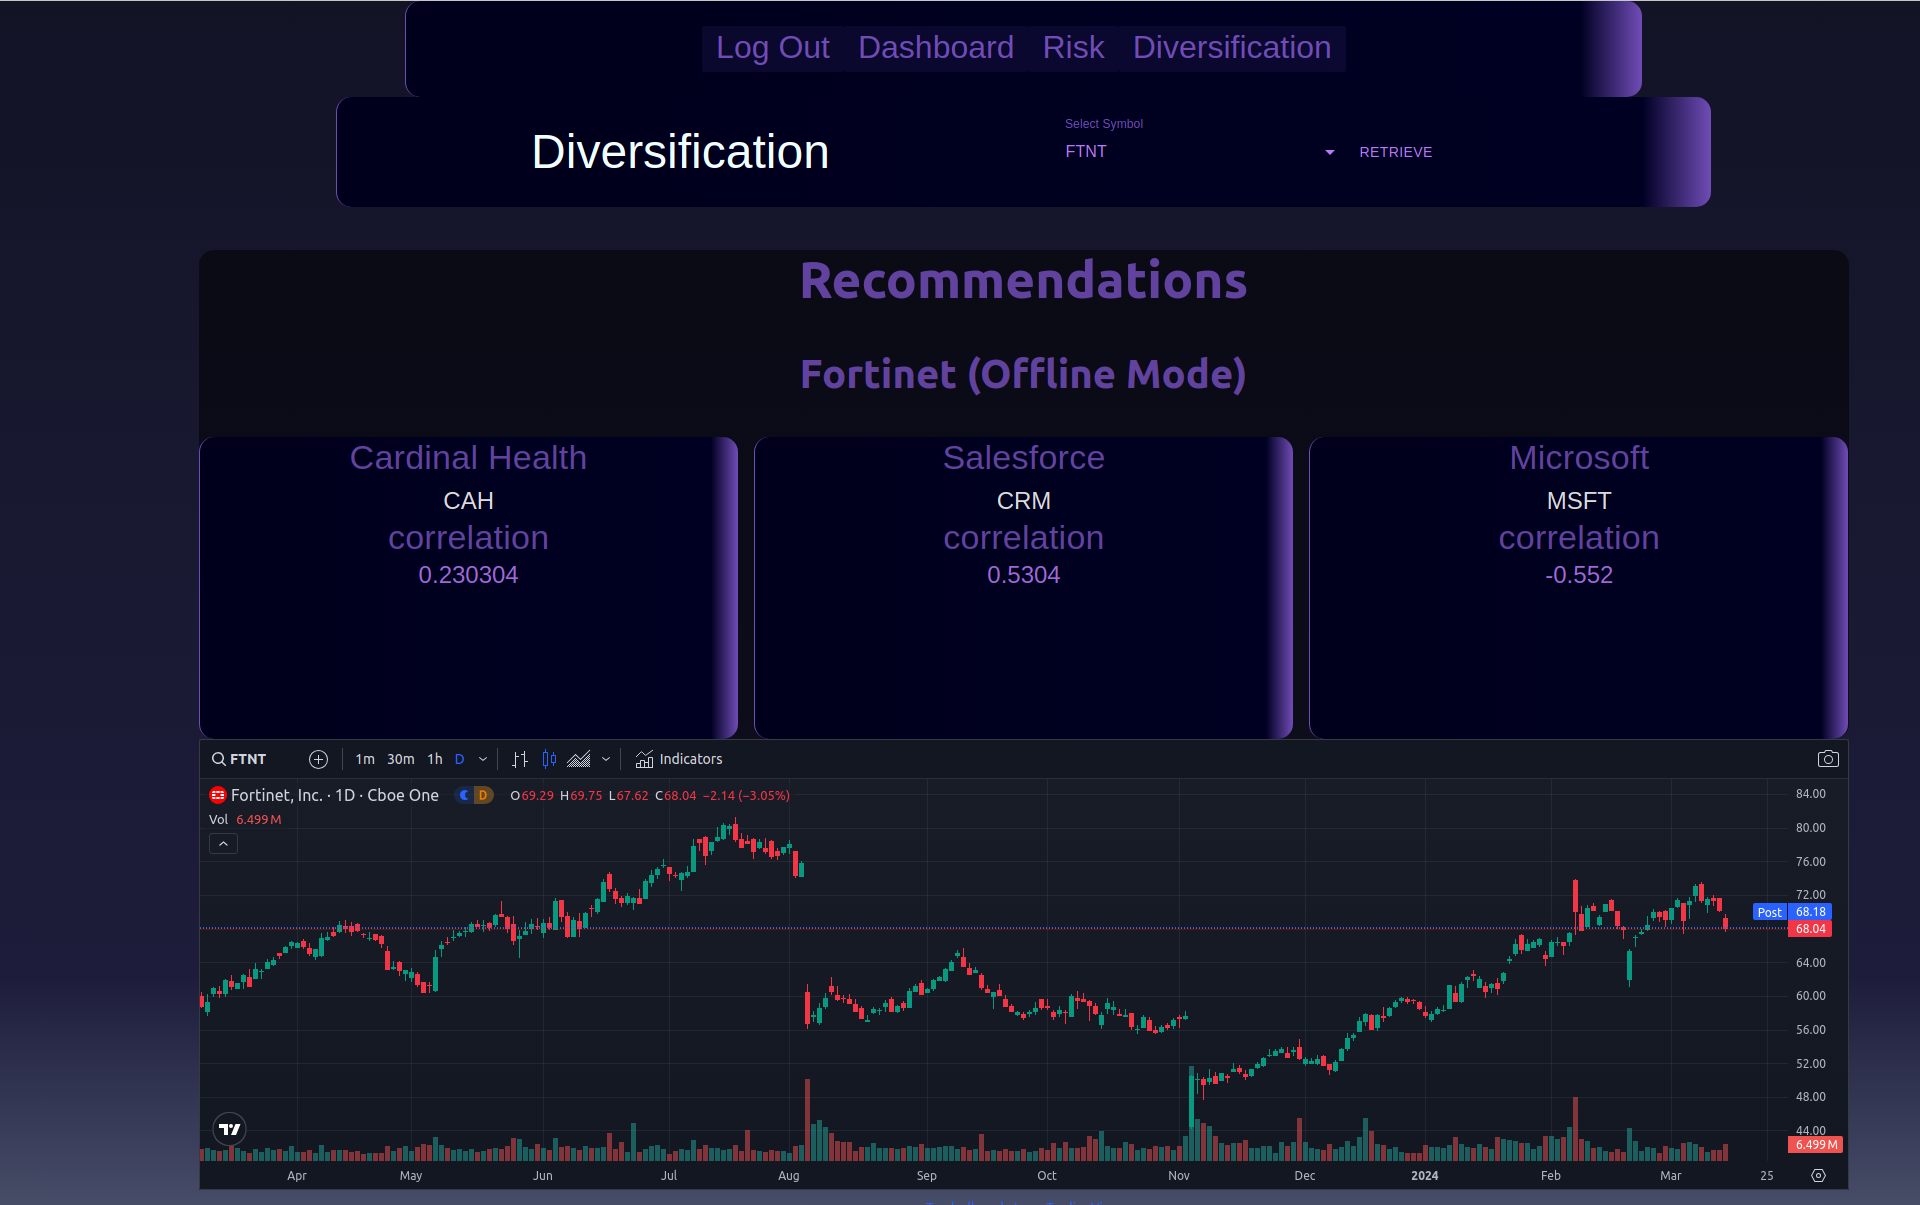 Log Out Dashboard Risk Diversification
Diversification
Select Symbol
FTNT
RETRIEVE
Recommendations
Fortinet (Offline Mode)
Cardinal Health
CAH
correlation
0.230304
Salesforce
CRM
correlation
0.5304
Microsoft
MSFT
correlation
-0.552
FTNT 1m 30m 1h D Indicators
Fortinet, Inc. · 1D · Cboe One D O69.29 H69.75 L67.62 C68.04 −2.14 (−3.05%)
Vol 6.499M
84.00
80.00
76.00
72.00
Post 68.18
68.04
64.00
60.00
56.00
52.00
48.00
44.00
6.499M
Apr May Jun Jul Aug Sep Oct Nov Dec 2024 Feb Mar 25